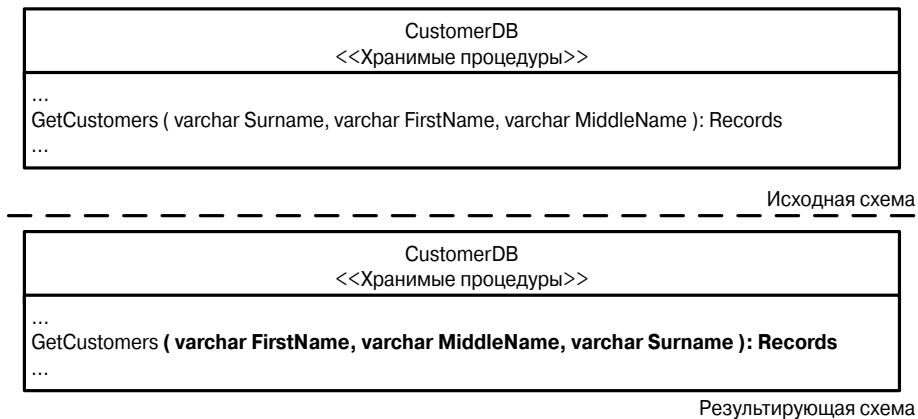 CustomerDB
<<Хранимые процедуры>>
...
GetCustomers ( varchar Surname, varchar FirstName, varchar MiddleName ): Records
...
Исходная схема
CustomerDB
<<Хранимые процедуры>>
...
GetCustomers ( varchar FirstName, varchar MiddleName, varchar Surname ): Records
...
Результирующая схема